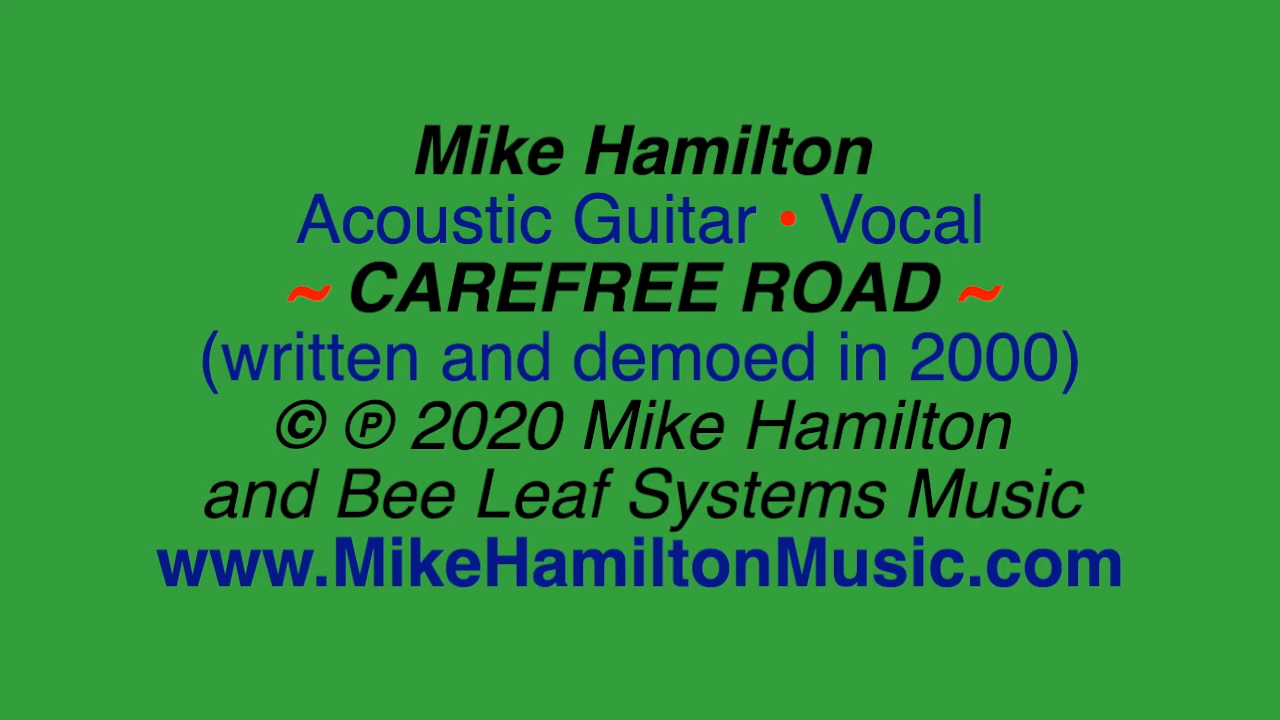 Mike Hamilton
Acoustic Guitar • Vocal
~ CAREFREE ROAD ~
(written and demoed in 2000)
© ℗ 2020 Mike Hamilton
and Bee Leaf Systems Music
www.MikeHamiltonMusic.com